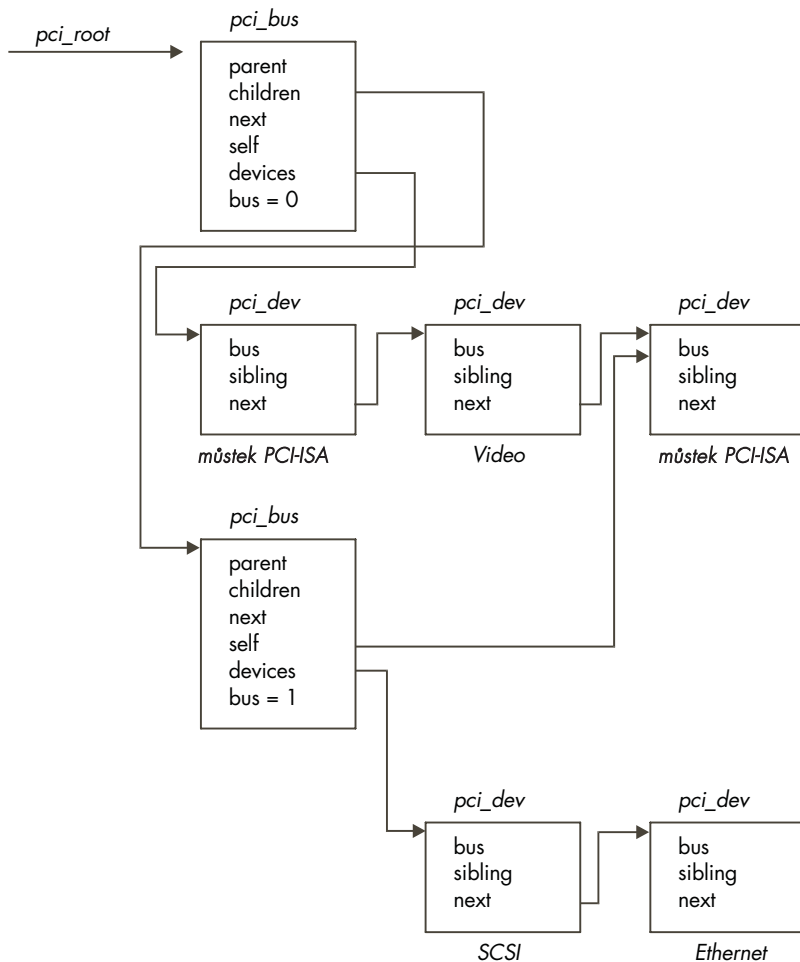 pci_root
pci_bus
parent
children
next
self
devices
bus = 0
pci_dev
bus
sibling
next
můstek PCI-ISA
pci_dev
bus
sibling
next
Video
pci_dev
bus
sibling
next
můstek PCI-ISA
pci_bus
parent
children
next
self
devices
bus = 1
pci_dev
bus
sibling
next
SCSI
pci_dev
bus
sibling
next
Ethernet